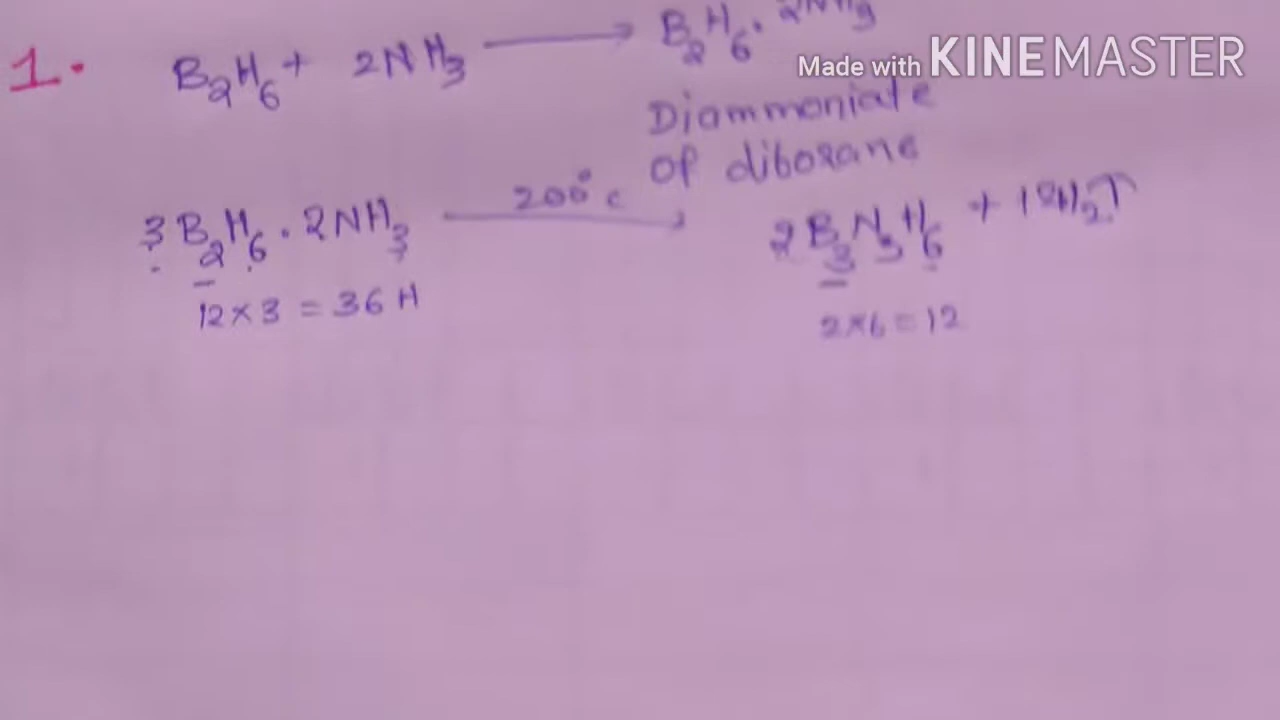 1. B₂H₆ + 2NH₃ ⟶ B₂H₆ . 2NH₃
Made with KINEMASTER
Diammoniate
of diborane
3B₂H₆ . 2NH₃ ⟶ 200°c 2B₃N₃H₆ + 12H₂↑
12 × 3 = 36 H
2×6 = 12